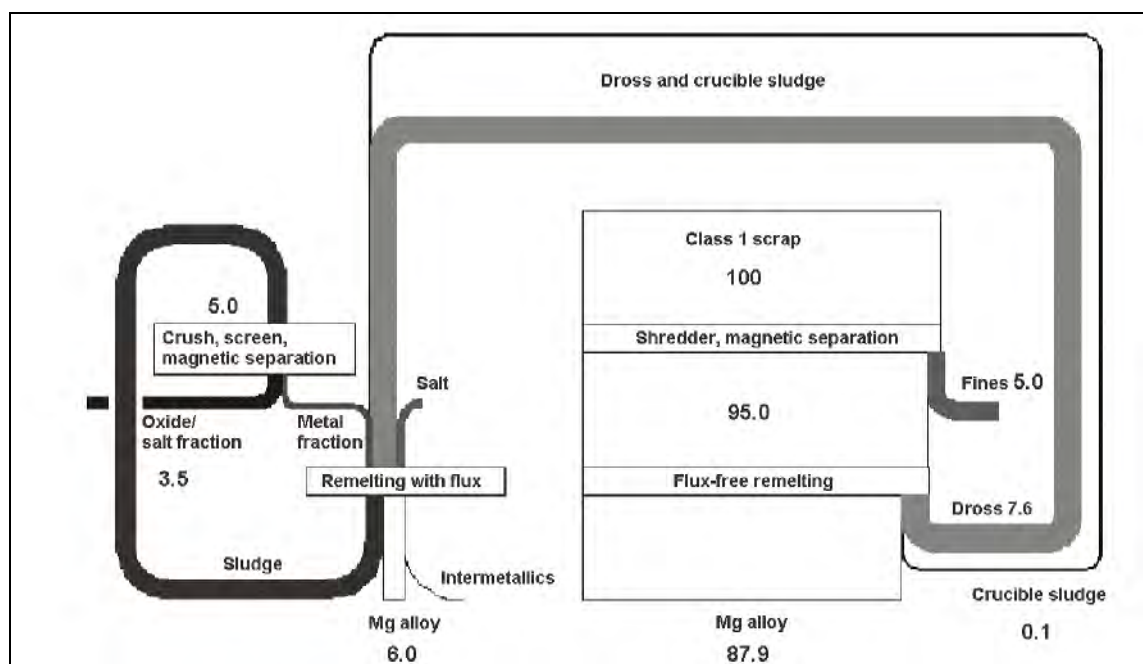 Dross and crucible sludge
Class 1 scrap
100
5.0
Crush, screen,
magnetic separation
Shredder, magnetic separation
Salt
Fines 5.0
95.0
Oxide/
salt fraction
Metal
fraction
3.5
Remelting with flux
Flux-free remelting
Dross 7.6
Sludge
Intermetallics
Crucible sludge
0.1
Mg alloy
6.0
Mg alloy
87.9